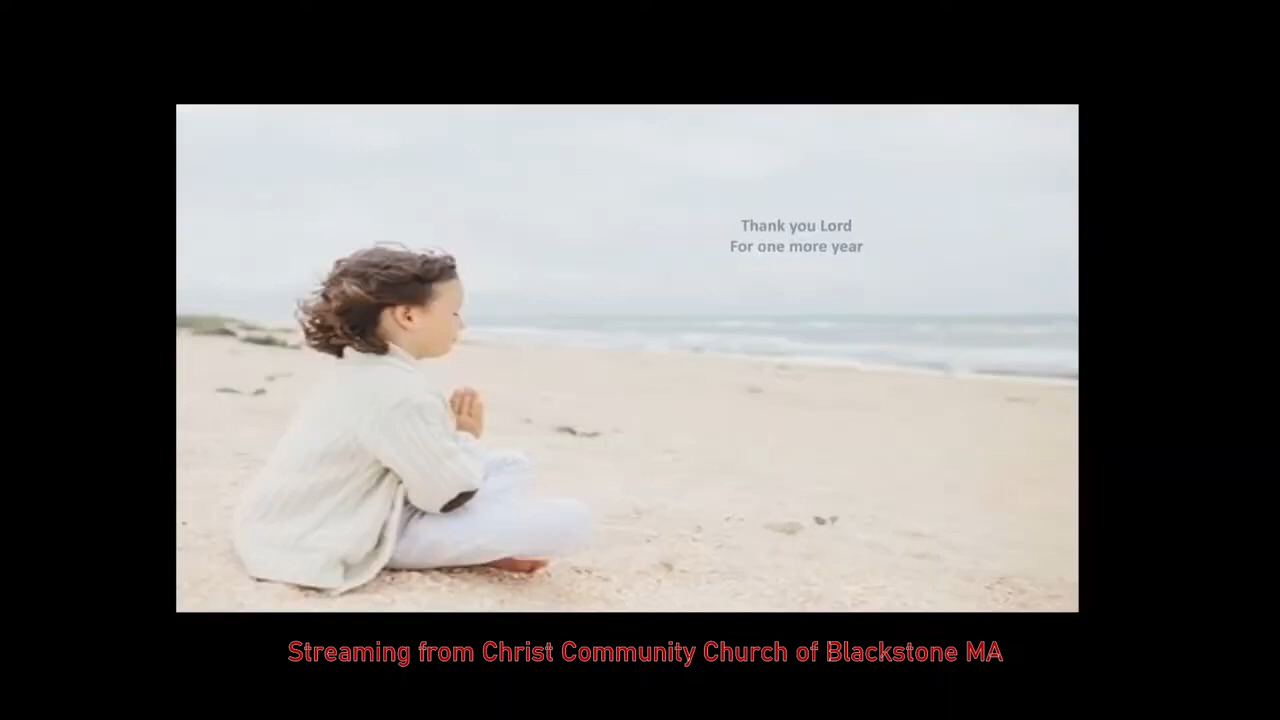 Thank you Lord
For one more year
Streaming from Christ Community Church of Blackstone MA